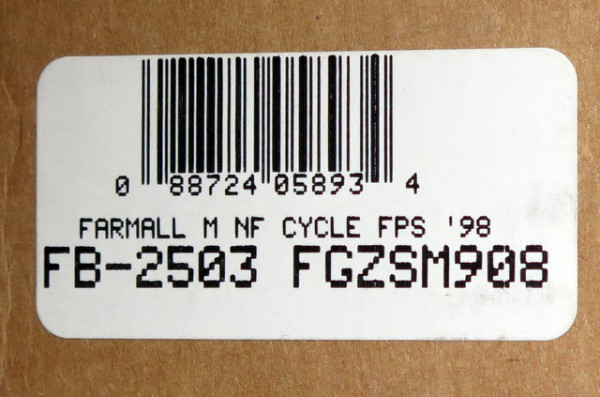 0 88724 05893 4
FARMALL M NF CYCLE FPS '98
FB-2503 FGZSM908